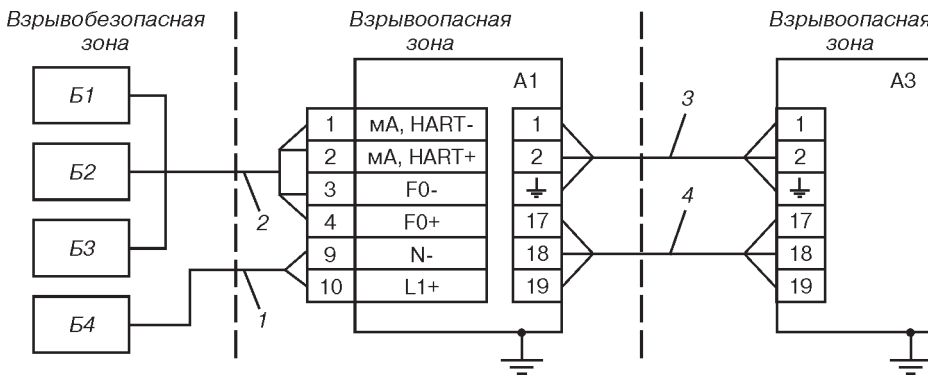 Взрывобезопасная
зона
Взрывоопасная
зона
Взрывоопасная
зона
Б1
Б2
Б3
Б4
2
1
А1
1 мА, HART-
2 мА, HART+
3 F0-
4 F0+
9 N-
10 L1+
1
2
17
18
19
3
4
А3
1
2
17
18
19